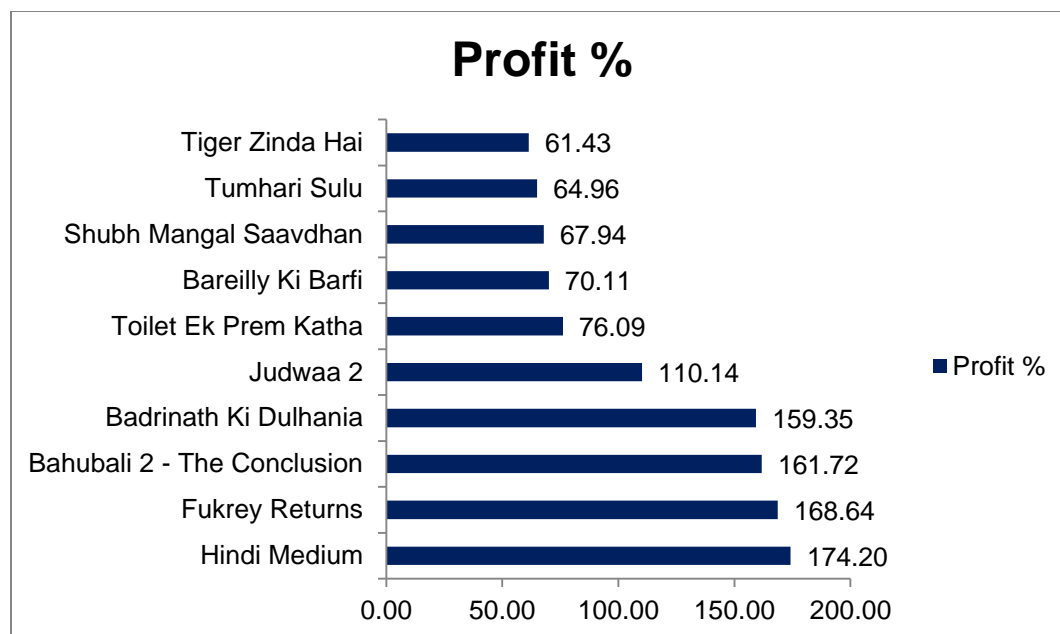 Profit %
Tiger Zinda Hai 61.43
Tumhari Sulu 64.96
Shubh Mangal Saavdhan 67.94
Bareilly Ki Barfi 70.11
Toilet Ek Prem Katha 76.09
Profit %
Judwaa 2 110.14
Badrinath Ki Dulhania 159.35
Bahubali 2 - The Conclusion 161.72
Fukrey Returns 168.64
Hindi Medium 174.20
0.00 50.00 100.00 150.00 200.00